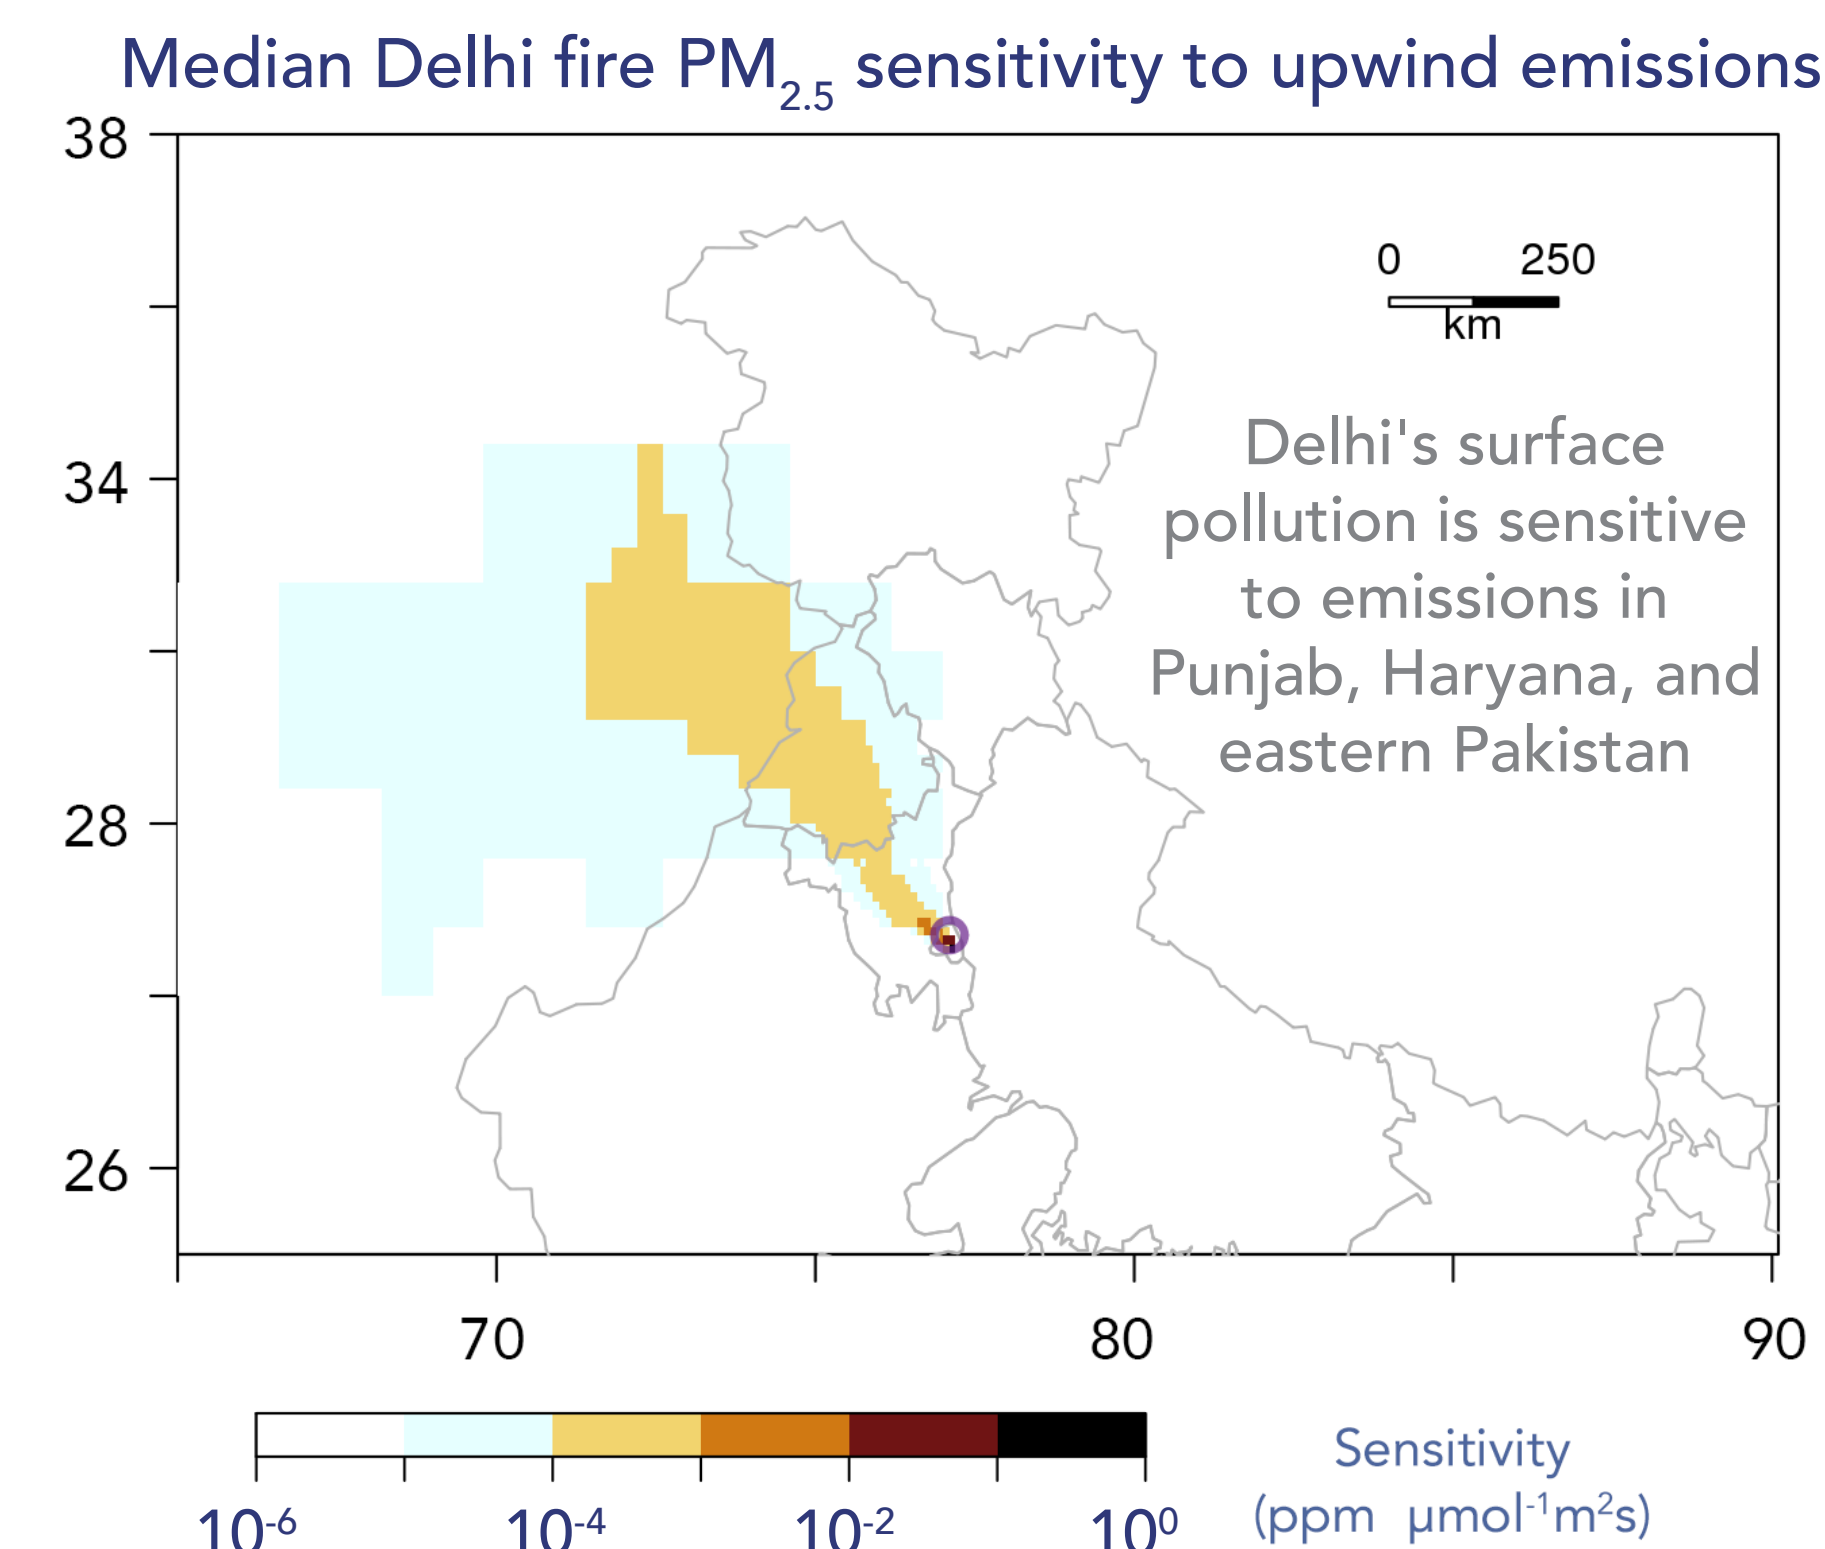 Median Delhi fire PM2.5 sensitivity to upwind emissions
38
0 250
km
34
Delhi's surface
pollution is sensitive
to emissions in
Punjab, Haryana, and
eastern Pakistan
28
26
70 80 90
Sensitivity
10-6 10-4 10-2 100
(ppm µmol-1m2s)